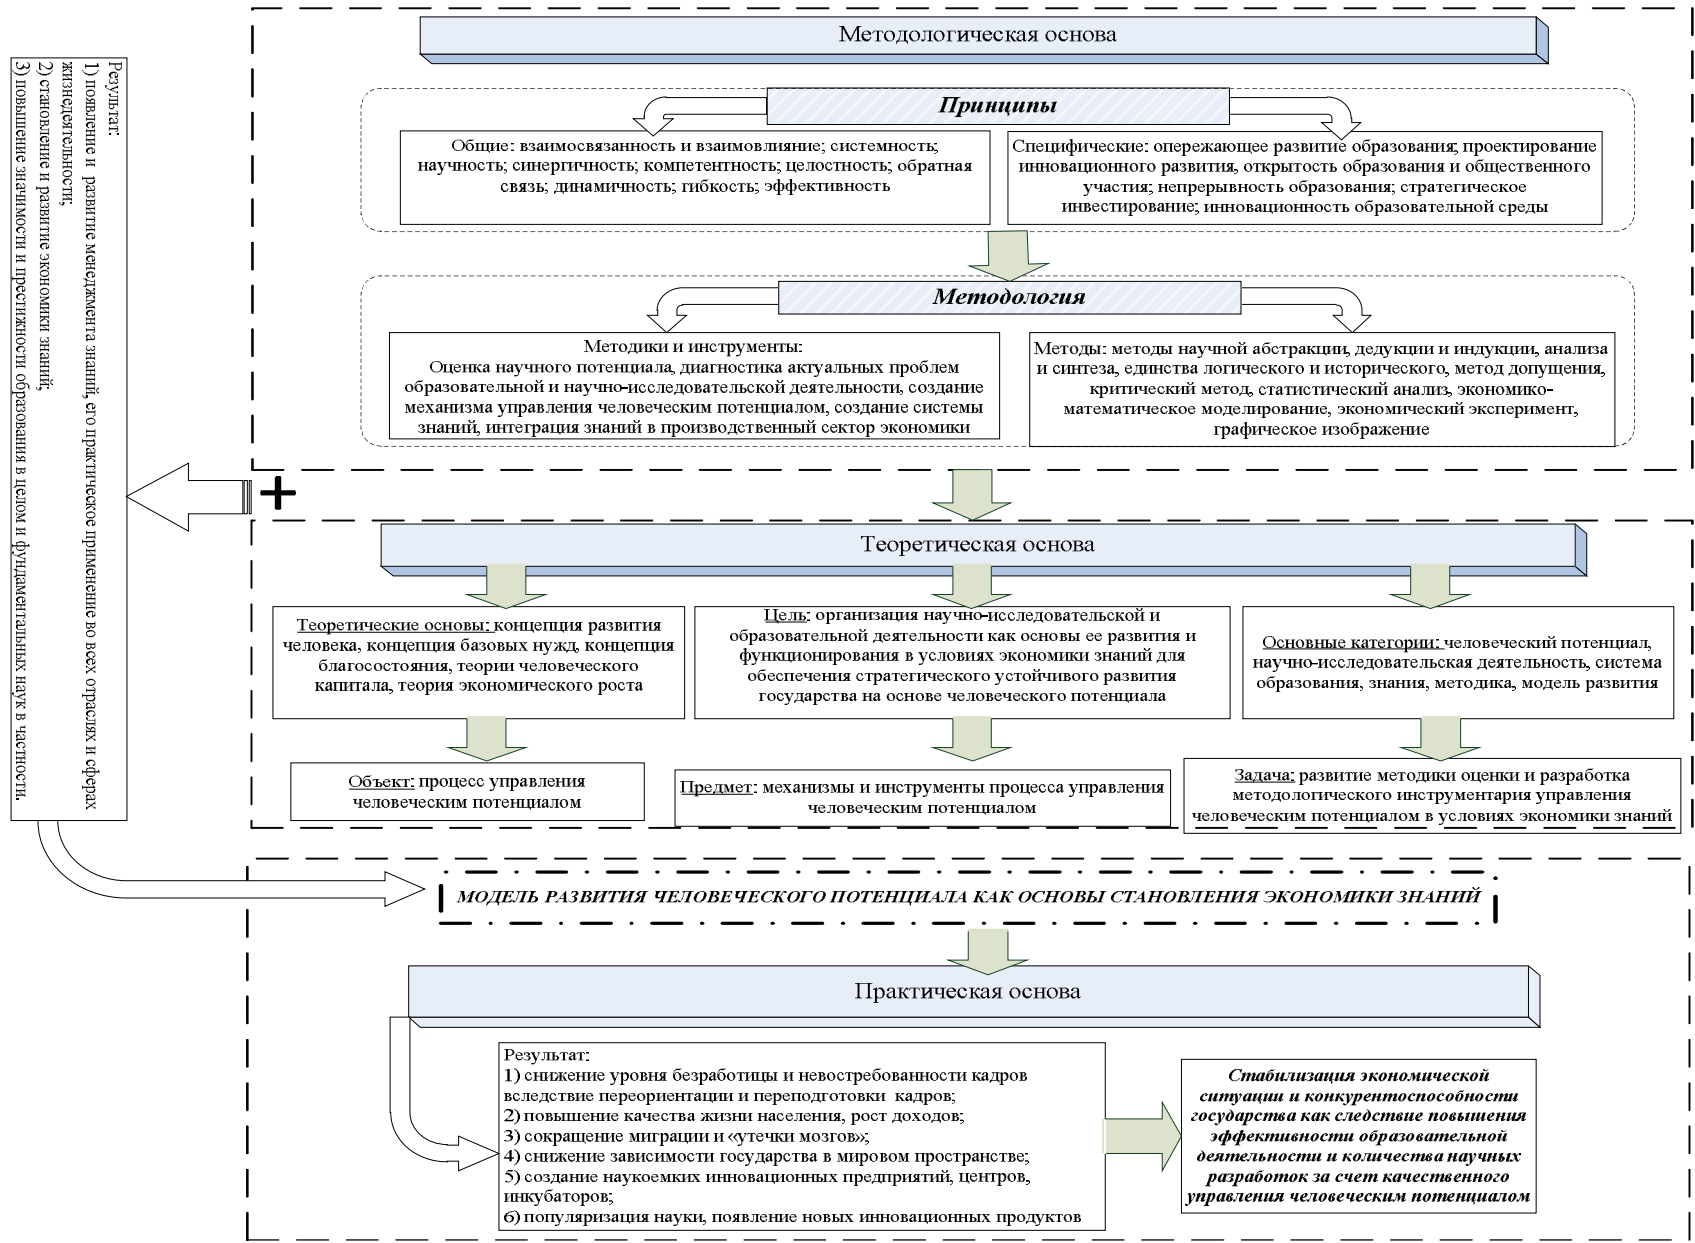 Методологическая основа
Принципы
Общие: взаимосвязанность и взаимовлияние; системность;
научность; синергичность; компетентность; целостность; обратная
связь; динамичность; гибкость; эффективность
Специфические: опережающее развитие образования; проектирование
инновационного развития, открытость образования и общественного
участия; непрерывность образования; стратегическое
инвестирование; инновационность образовательной среды
Методология
Методики и инструменты:
Оценка научного потенциала, диагностика актуальных проблем
образовательной и научно-исследовательской деятельности, создание
механизма управления человеческим потенциалом, создание системы
знаний, интеграция знаний в производственный сектор экономики
Методы: методы научной абстракции, дедукции и индукции, анализа
и синтеза, единства логического и исторического, метод допущения,
критический метод, статистический анализ, экономико-
математическое моделирование, экономический эксперимент,
графическое изображение
+
Результат:
1) появление и  развитие менеджмента знаний, его практическое применение во всех отраслях и сферах
жизнедеятельности;
2) становление и развитие экономики знаний;
3) повышение значимости и престижности образования в целом и фундаментальных наук в частности.
Теоретическая основа
Теоретические основы: концепция развития
человека, концепция базовых нужд, концепция
благосостояния, теории человеческого
капитала, теория экономического роста
Цель: организация научно-исследовательской и
образовательной деятельности как основы ее развития и
функционирования в условиях экономики знаний для
обеспечения стратегического устойчивого развития
государства на основе человеческого потенциала
Основные категории: человеческий потенциал,
научно-исследовательская деятельность, система
образования, знания, методика, модель развития
Объект: процесс управления
человеческим потенциалом
Предмет: механизмы и инструменты процесса управления
человеческим потенциалом
Задача: развитие методики оценки и разработка
методологического инструментария управления
человеческим потенциалом в условиях экономики знаний
МОДЕЛЬ РАЗВИТИЯ ЧЕЛОВЕЧЕСКОГО ПОТЕНЦИАЛА КАК ОСНОВЫ СТАНОВЛЕНИЯ ЭКОНОМИКИ ЗНАНИЙ
Практическая основа
Результат:
1) снижение уровня безработицы и невостребованности кадров
вследствие переориентации и переподготовки  кадров;
2) повышение качества жизни населения, рост доходов;
3) сокращение миграции и «утечки мозгов»;
4) снижение зависимости государства в мировом пространстве;
5) создание наукоемких инновационных предприятий, центров,
инкубаторов;
6) популяризация науки, появление новых инновационных продуктов
Стабилизация экономической
ситуации и конкурентоспособности
государства как следствие повышения
эффективности образовательной
деятельности и количества научных
разработок за счет качественного
управления человеческим потенциалом